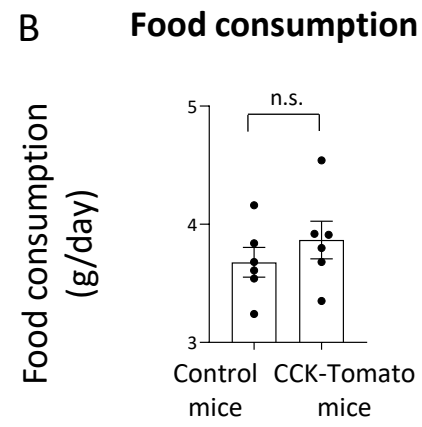 B
Food consumption
Food consumption
(g/day)
n.s.
5
4
3
Control
mice
CCK-Tomato
mice